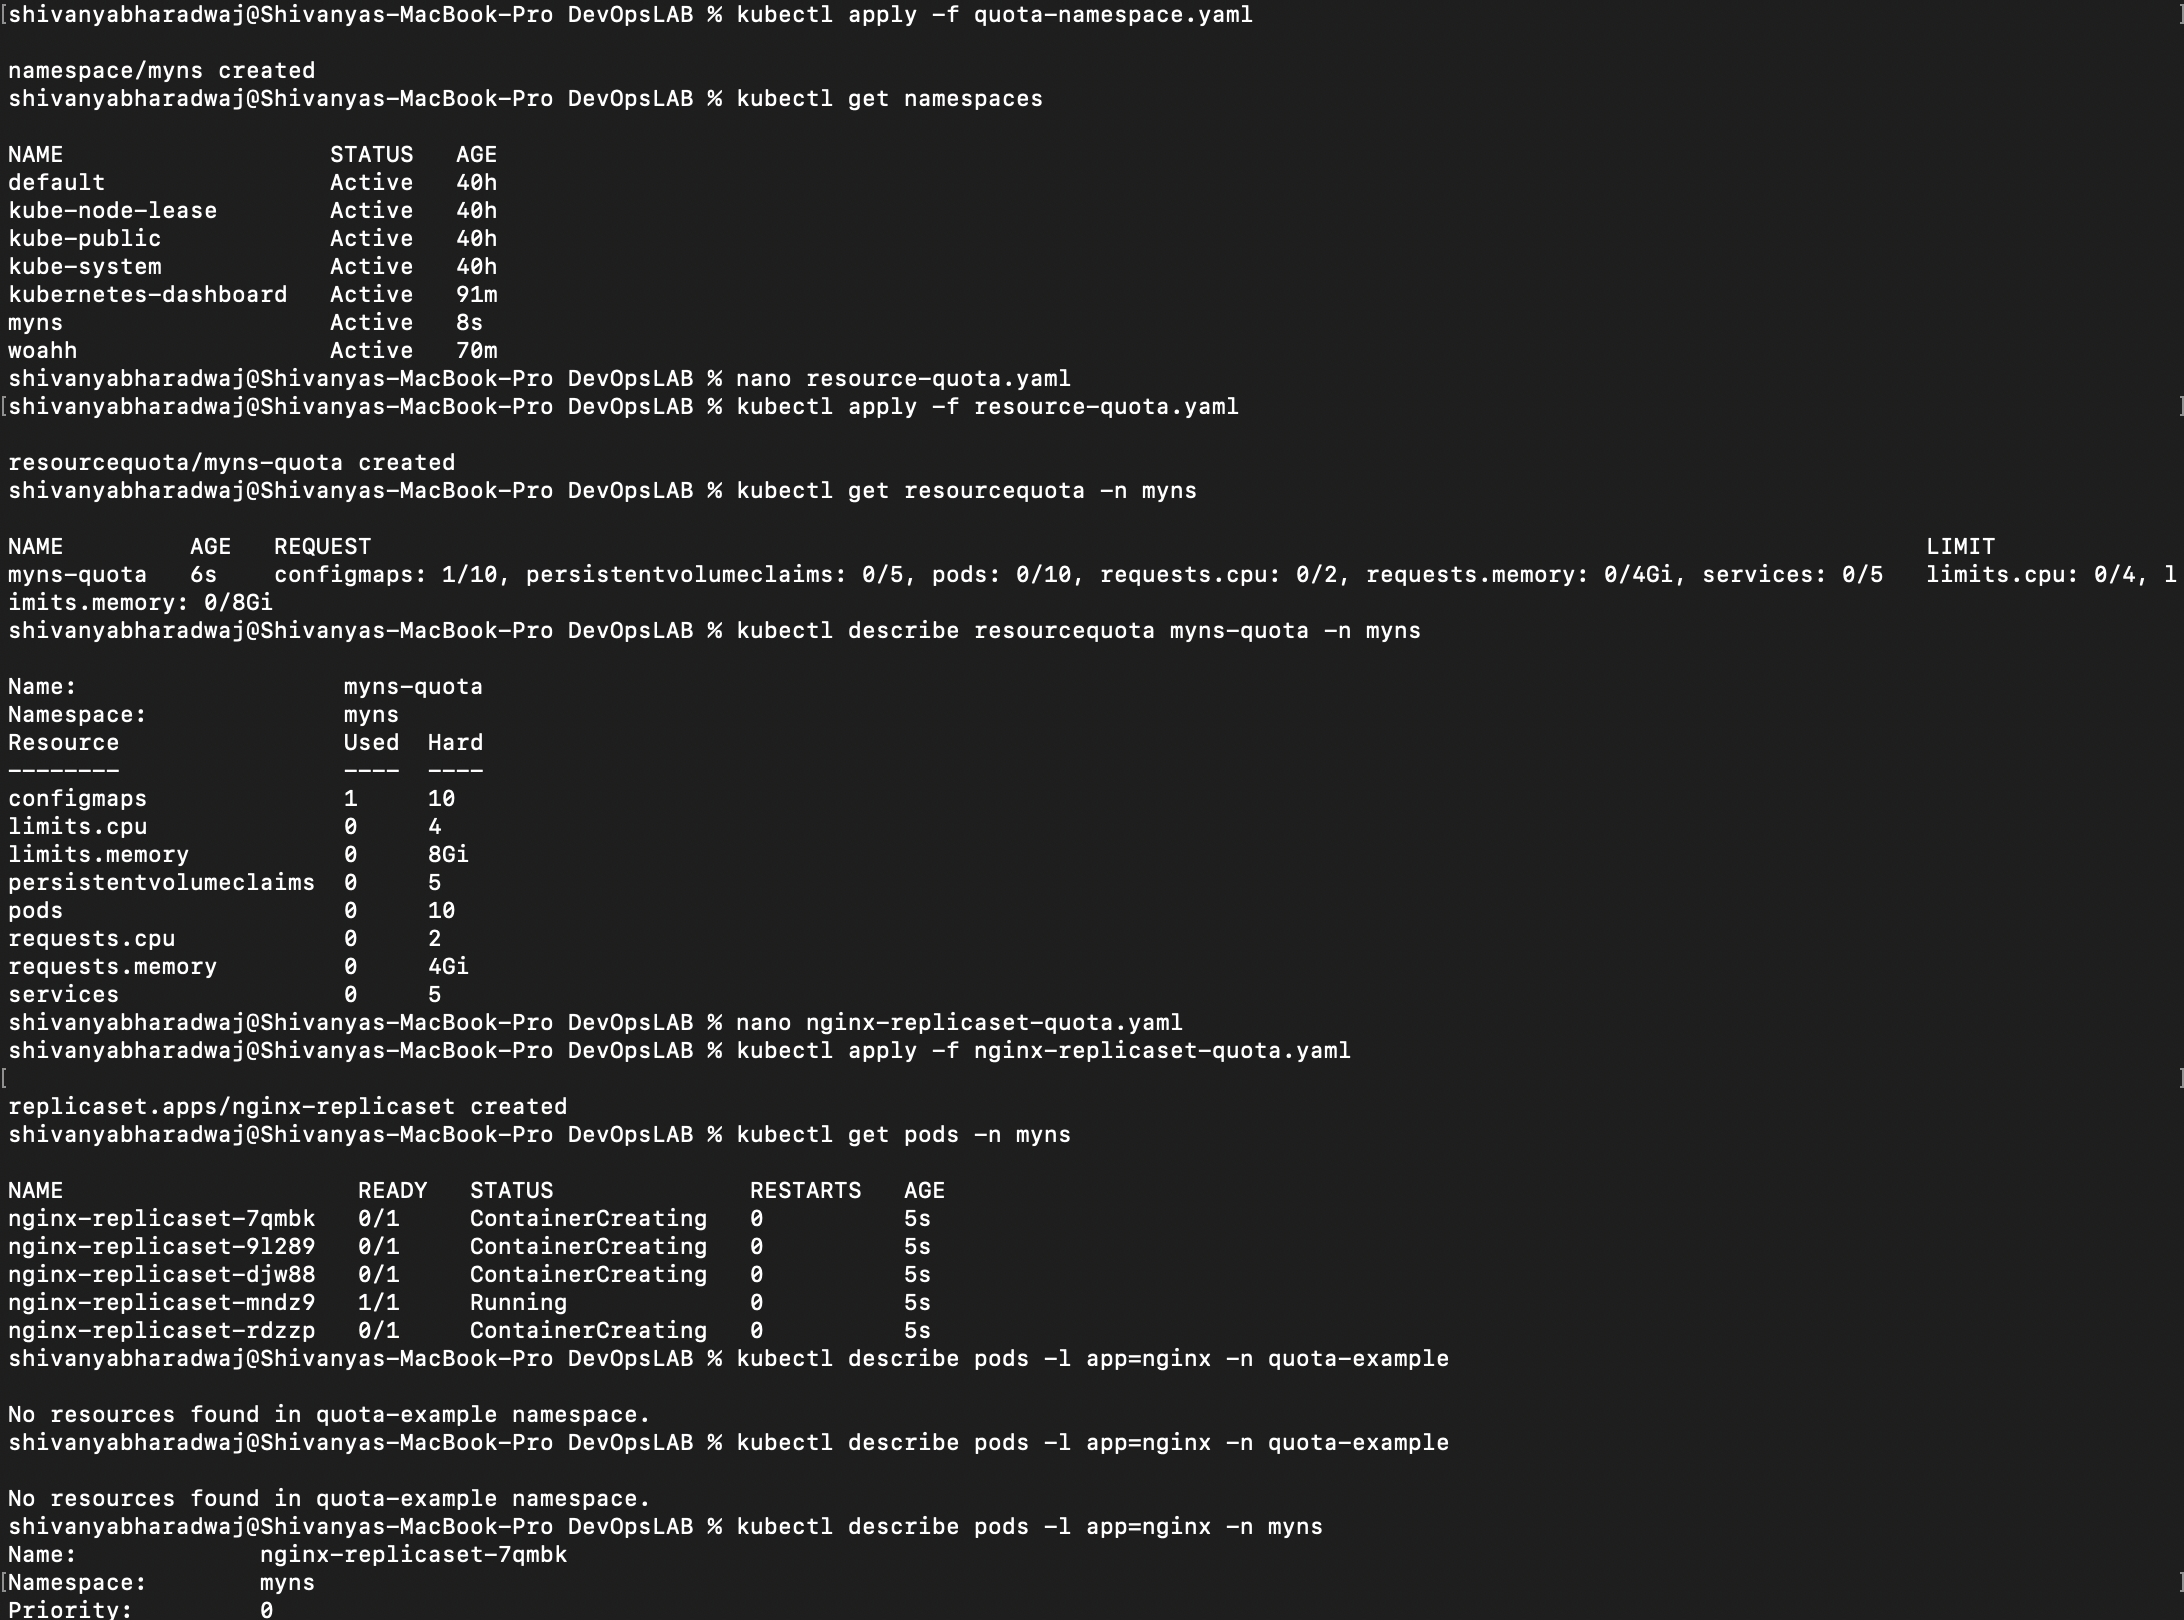 [shivanyabharadwaj@Shivanyas-MacBook-Pro DevOpsLAB % kubectl apply -f quota-namespace.yaml ]
namespace/myns created
shivanyabharadwaj@Shivanyas-MacBook-Pro DevOpsLAB % kubectl get namespaces
NAME STATUS AGE
default Active 40h
kube-node-lease Active 40h
kube-public Active 40h
kube-system Active 40h
kubernetes-dashboard Active 91m
myns Active 8s
woahh Active 70m
shivanyabharadwaj@Shivanyas-MacBook-Pro DevOpsLAB % nano resource-quota.yaml
[shivanyabharadwaj@Shivanyas-MacBook-Pro DevOpsLAB % kubectl apply -f resource-quota.yaml ]
resourcequota/myns-quota created
shivanyabharadwaj@Shivanyas-MacBook-Pro DevOpsLAB % kubectl get resourcequota -n myns
NAME AGE REQUEST LIMIT
myns-quota 6s configmaps: 1/10, persistentvolumeclaims: 0/5, pods: 0/10, requests.cpu: 0/2, requests.memory: 0/4Gi, services: 0/5 limits.cpu: 0/4, l
imits.memory: 0/8Gi
shivanyabharadwaj@Shivanyas-MacBook-Pro DevOpsLAB % kubectl describe resourcequota myns-quota -n myns
Name: myns-quota
Namespace: myns
Resource Used Hard
-------- ---- ----
configmaps 1 10
limits.cpu 0 4
limits.memory 0 8Gi
persistentvolumeclaims 0 5
pods 0 10
requests.cpu 0 2
requests.memory 0 4Gi
services 0 5
shivanyabharadwaj@Shivanyas-MacBook-Pro DevOpsLAB % nano nginx-replicaset-quota.yaml
shivanyabharadwaj@Shivanyas-MacBook-Pro DevOpsLAB % kubectl apply -f nginx-replicaset-quota.yaml
[ ]
replicaset.apps/nginx-replicaset created
shivanyabharadwaj@Shivanyas-MacBook-Pro DevOpsLAB % kubectl get pods -n myns
NAME READY STATUS RESTARTS AGE
nginx-replicaset-7qmbk 0/1 ContainerCreating 0 5s
nginx-replicaset-9l289 0/1 ContainerCreating 0 5s
nginx-replicaset-djw88 0/1 ContainerCreating 0 5s
nginx-replicaset-mndz9 1/1 Running 0 5s
nginx-replicaset-rdzzp 0/1 ContainerCreating 0 5s
shivanyabharadwaj@Shivanyas-MacBook-Pro DevOpsLAB % kubectl describe pods -l app=nginx -n quota-example
No resources found in quota-example namespace.
shivanyabharadwaj@Shivanyas-MacBook-Pro DevOpsLAB % kubectl describe pods -l app=nginx -n quota-example
No resources found in quota-example namespace.
shivanyabharadwaj@Shivanyas-MacBook-Pro DevOpsLAB % kubectl describe pods -l app=nginx -n myns
Name: nginx-replicaset-7qmbk
[Namespace: myns ]
Priority: 0